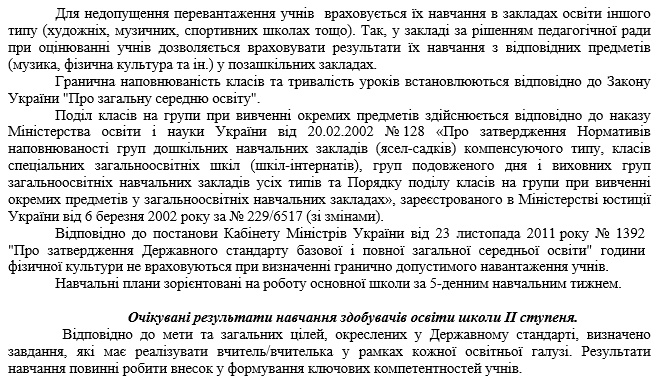 Для недопущення перевантаження учнів враховується їх навчання в закладах освіти іншого
типу (художніх, музичних, спортивних школах тощо). Так, у закладі за рішенням педагогічної ради
при оцінюванні учнів дозволяється враховувати результати їх навчання з відповідних предметів
(музика, фізична культура та ін.) у позашкільних закладах.
Гранична наповнюваність класів та тривалість уроків встановлюються відповідно до Закону
України "Про загальну середню освіту".
Поділ класів на групи при вивченні окремих предметів здійснюється відповідно до наказу
Міністерства освіти і науки України від 20.02.2002 №128 «Про затвердження Нормативів
наповнюваності груп дошкільних навчальних закладів (ясел-садків) компенсуючого типу, класів
спеціальних загальноосвітніх шкіл (шкіл-інтернатів), груп подовженого дня і виховних груп
загальноосвітніх навчальних закладів усіх типів та Порядку поділу класів на групи при вивченні
окремих предметів у загальноосвітніх навчальних закладах», зареєстрованого в Міністерстві юстиції
України від 6 березня 2002 року за № 229/6517 (зі змінами).
Відповідно до постанови Кабінету Міністрів України від 23 листопада 2011 року № 1392
"Про затвердження Державного стандарту базової і повної загальної середньої освіти" години
фізичної культури не враховуються при визначенні гранично допустимого навантаження учнів.
Навчальні плани зорієнтовані на роботу основної школи за 5-денним навчальним тижнем.
Очікувані результати навчання здобувачів освіти школи ІІ ступеня.
Відповідно до мети та загальних цілей, окреслених у Державному стандарті, визначено
завдання, які має реалізувати вчитель/вчителька у рамках кожної освітньої галузі. Результати
навчання повинні робити внесок у формування ключових компетентностей учнів.